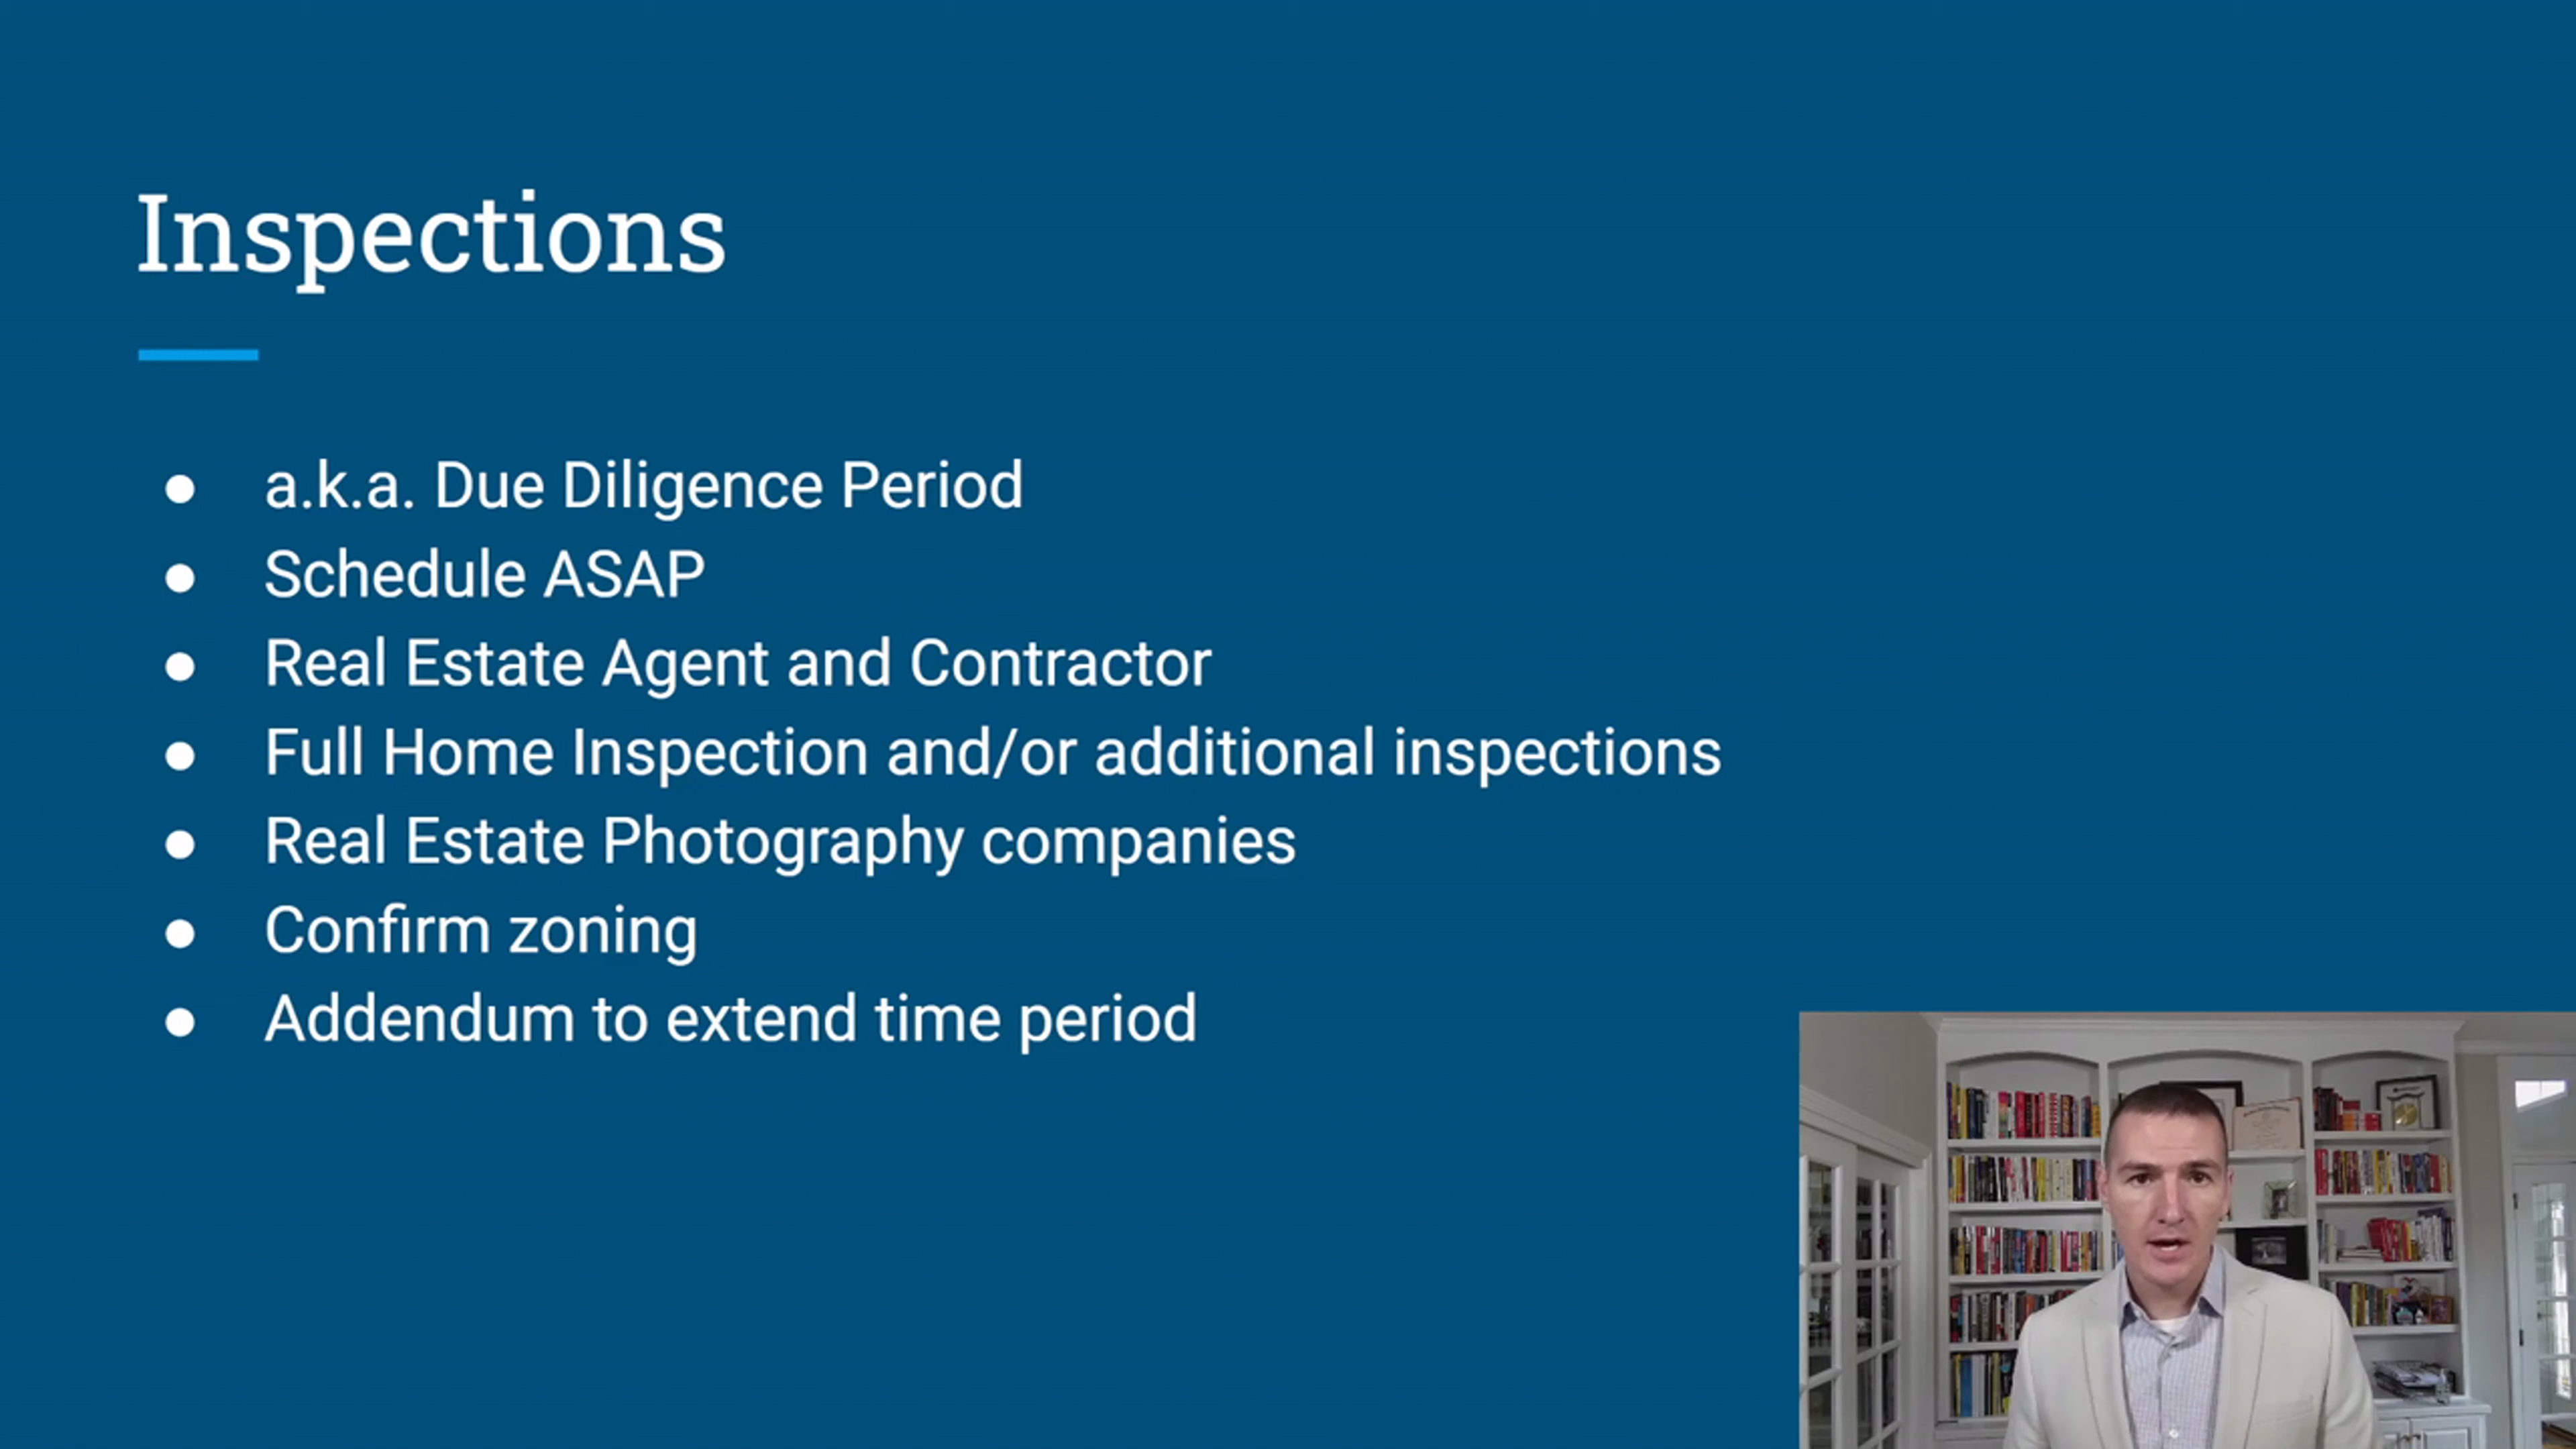 Inspections
a.k.a. Due Diligence Period
Schedule ASAP
Real Estate Agent and Contractor
Full Home Inspection and/or additional inspections
Real Estate Photography companies
Confirm zoning
Addendum to extend time period